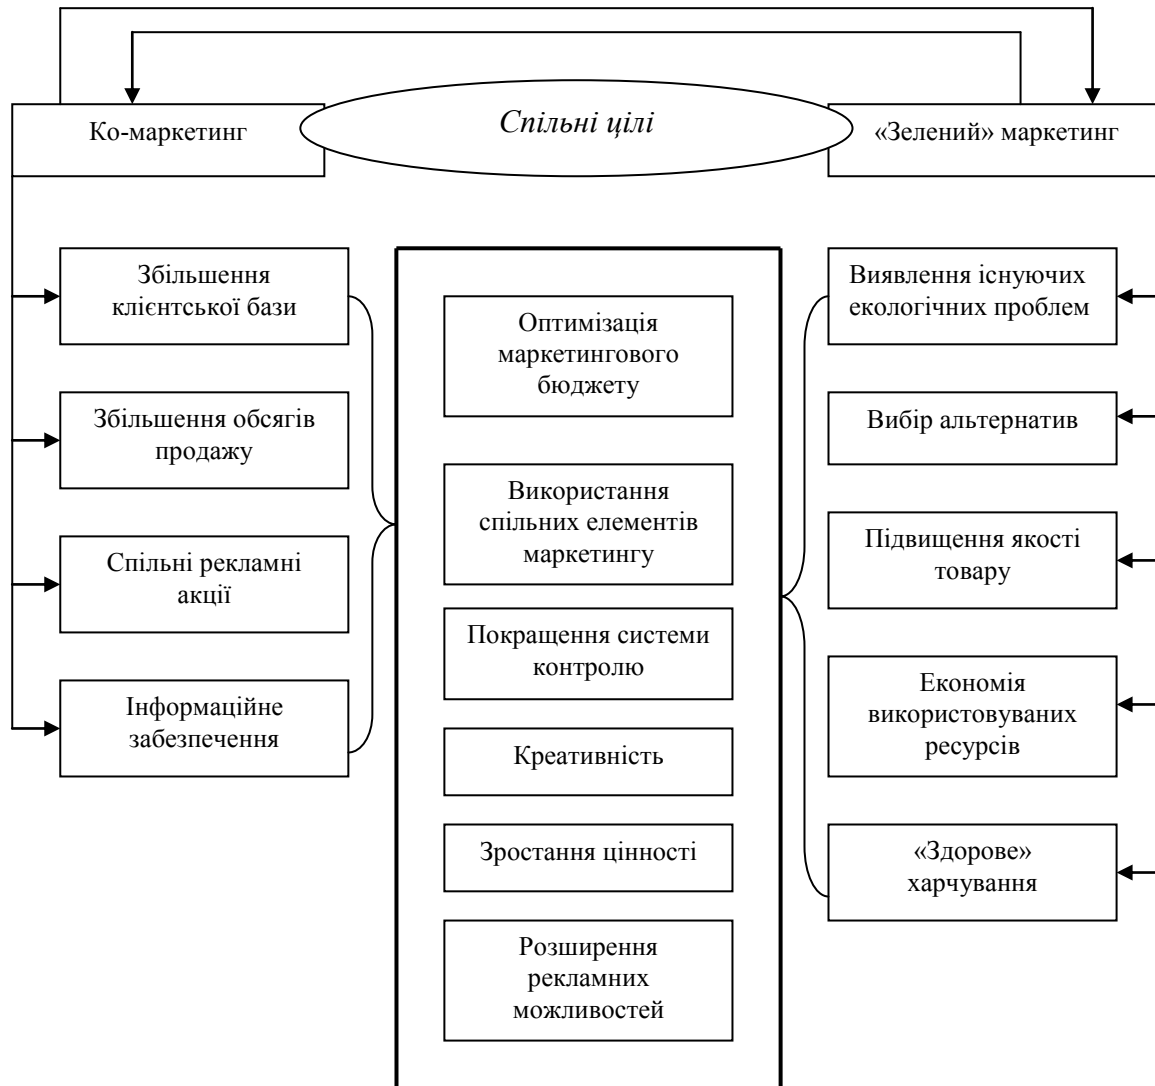 Ко-маркетинг
Спільні цілі
«Зелений» маркетинг
Збільшення
клієнтської бази
Збільшення обсягів
продажу
Спільні рекламні
акції
Інформаційне
забезпечення
Оптимізація
маркетингового
бюджету
Використання
спільних елементів
маркетингу
Покращення системи
контролю
Креативність
Зростання цінності
Розширення
рекламних
можливостей
Виявлення існуючих
екологічних проблем
Вибір альтернатив
Підвищення якості
товару
Економія
використовуваних
ресурсів
«Здорове»
харчування